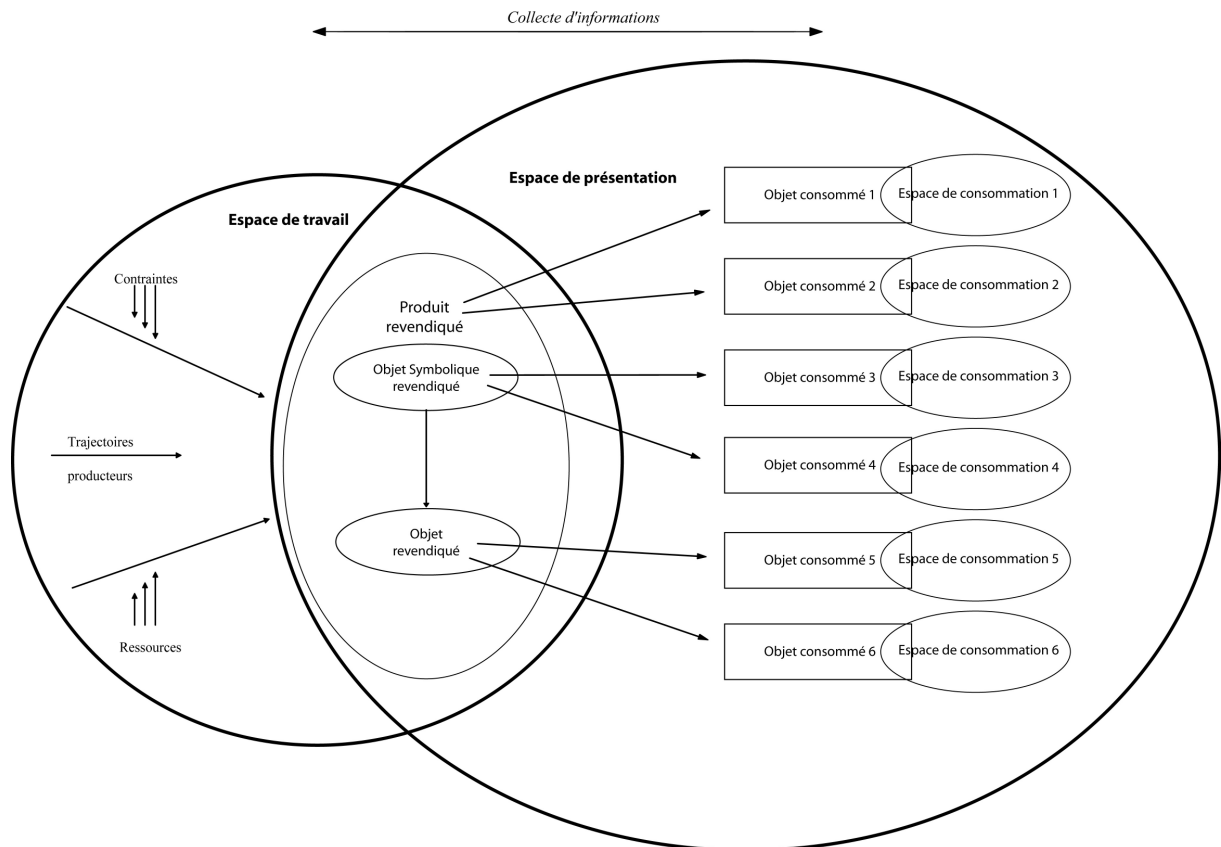 Collecte d'informations
Espace de présentation
Espace de travail
Contraintes
Trajectoires
producteurs
Ressources
Produit
revendiqué
Objet Symbolique
revendiqué
Objet
revendiqué
Objet consommé 1
Espace de consommation 1
Objet consommé 2
Espace de consommation 2
Objet consommé 3
Espace de consommation 3
Objet consommé 4
Espace de consommation 4
Objet consommé 5
Espace de consommation 5
Objet consommé 6
Espace de consommation 6